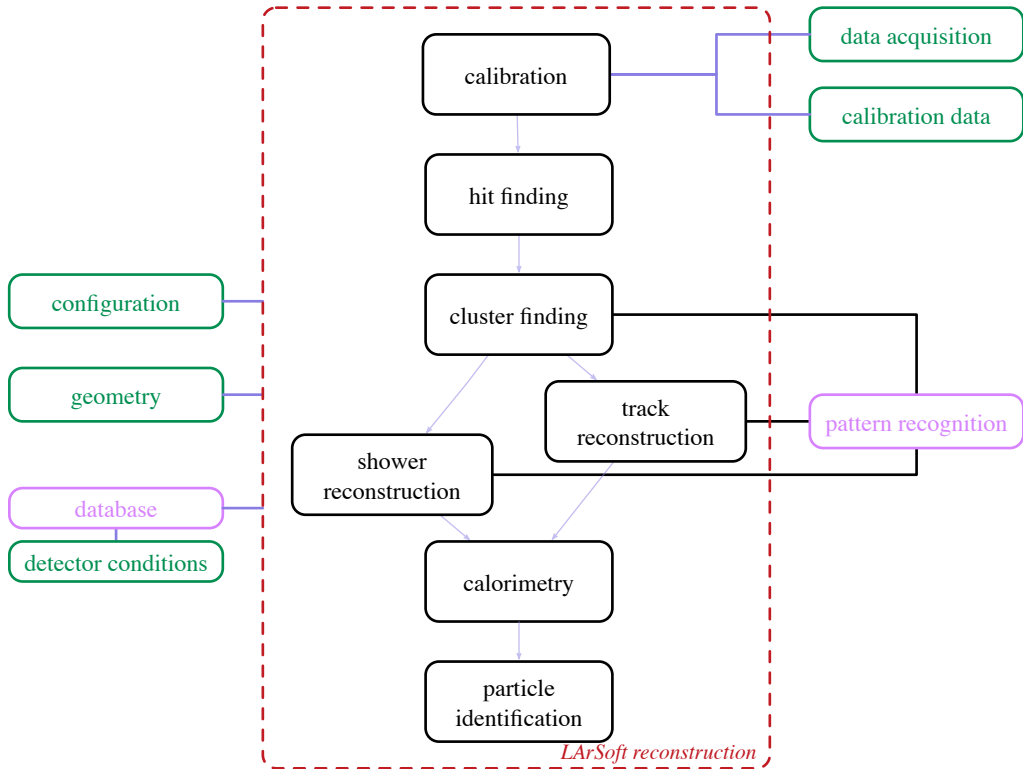 data acquisition
calibration
calibration data
hit finding
configuration
cluster finding
geometry
track
reconstruction
pattern recognition
shower
reconstruction
database
detector conditions
calorimetry
particle
identification
LArSoft reconstruction